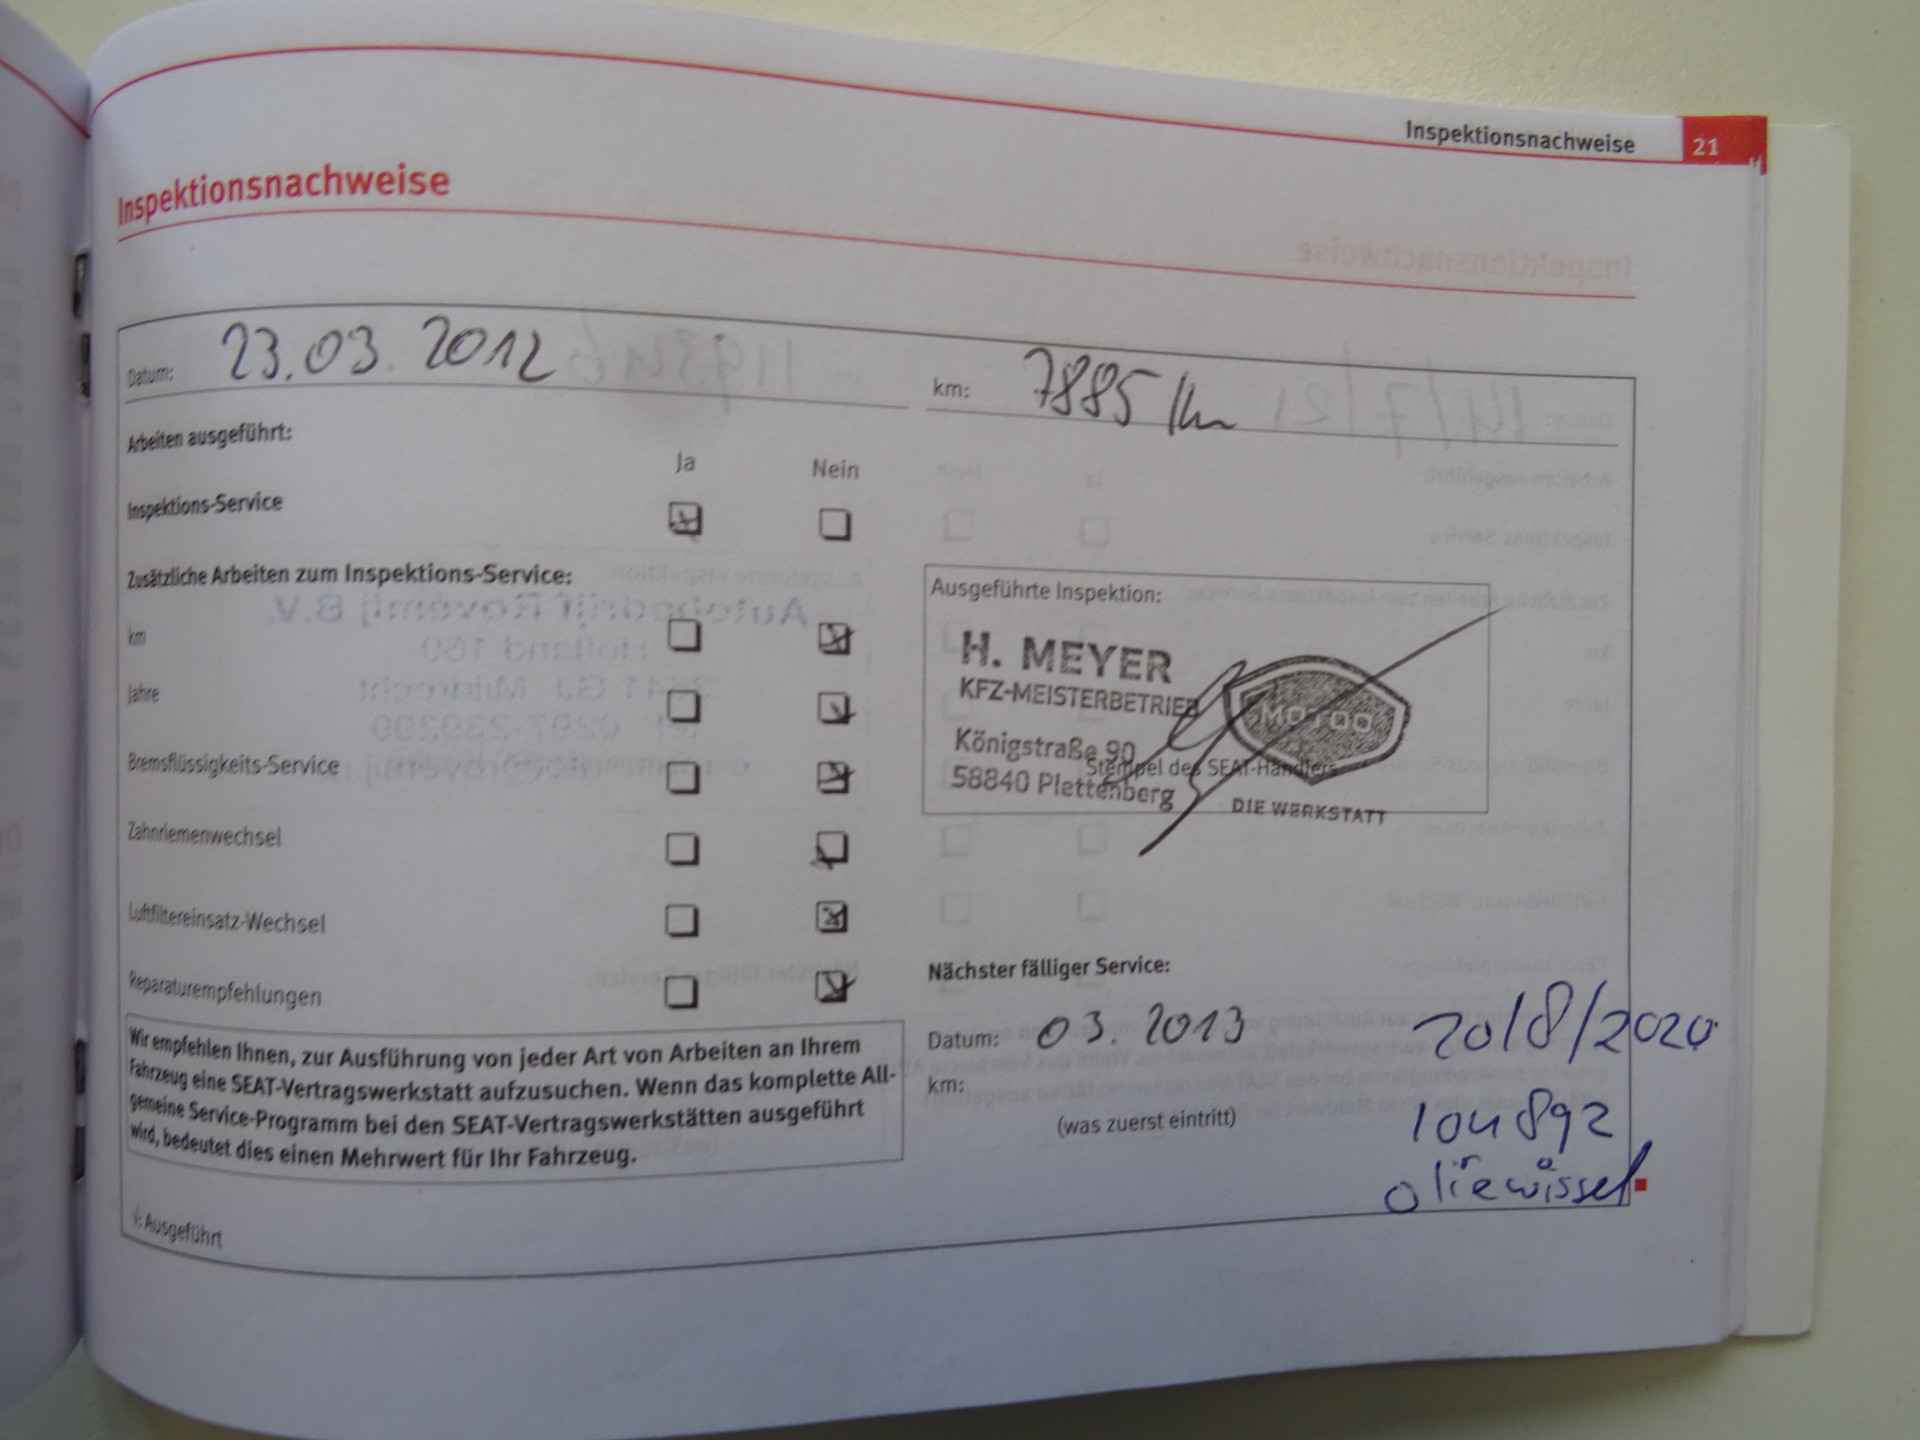 Inspektionsnachweise 21
Inspektionsnachweise
Datum: 23.03.2012
km: 7885 km
Arbeiten ausgeführt:
Ja Nein
Inspektions-Service
Zusätzliche Arbeiten zum Inspektions-Service:
km
Jahre
Bremsflüssigkeits-Service
Zahnriemenwechsel
Luftfiltereinsatz-Wechsel
Reparaturempfehlungen
Wir empfehlen Ihnen, zur Ausführung von jeder Art von Arbeiten an Ihrem
Fahrzeug eine SEAT-Vertragswerkstatt aufzusuchen. Wenn das komplette All-
gemeine Service-Programm bei den SEAT-Vertragswerkstätten ausgeführt
wird, bedeutet dies einen Mehrwert für Ihr Fahrzeug.
√: Ausgeführt
Ausgeführte Inspektion:
H. MEYER
KFZ-MEISTERBETRIEB
Königstraße 90
58840 Plettenberg
MOTOO
DIE WERKSTATT
Stempel des SEAT-Händlers
Nächster fälliger Service:
Datum: 03. 2013
km:
(was zuerst eintritt)
20/8/2020
104892
oliewissel